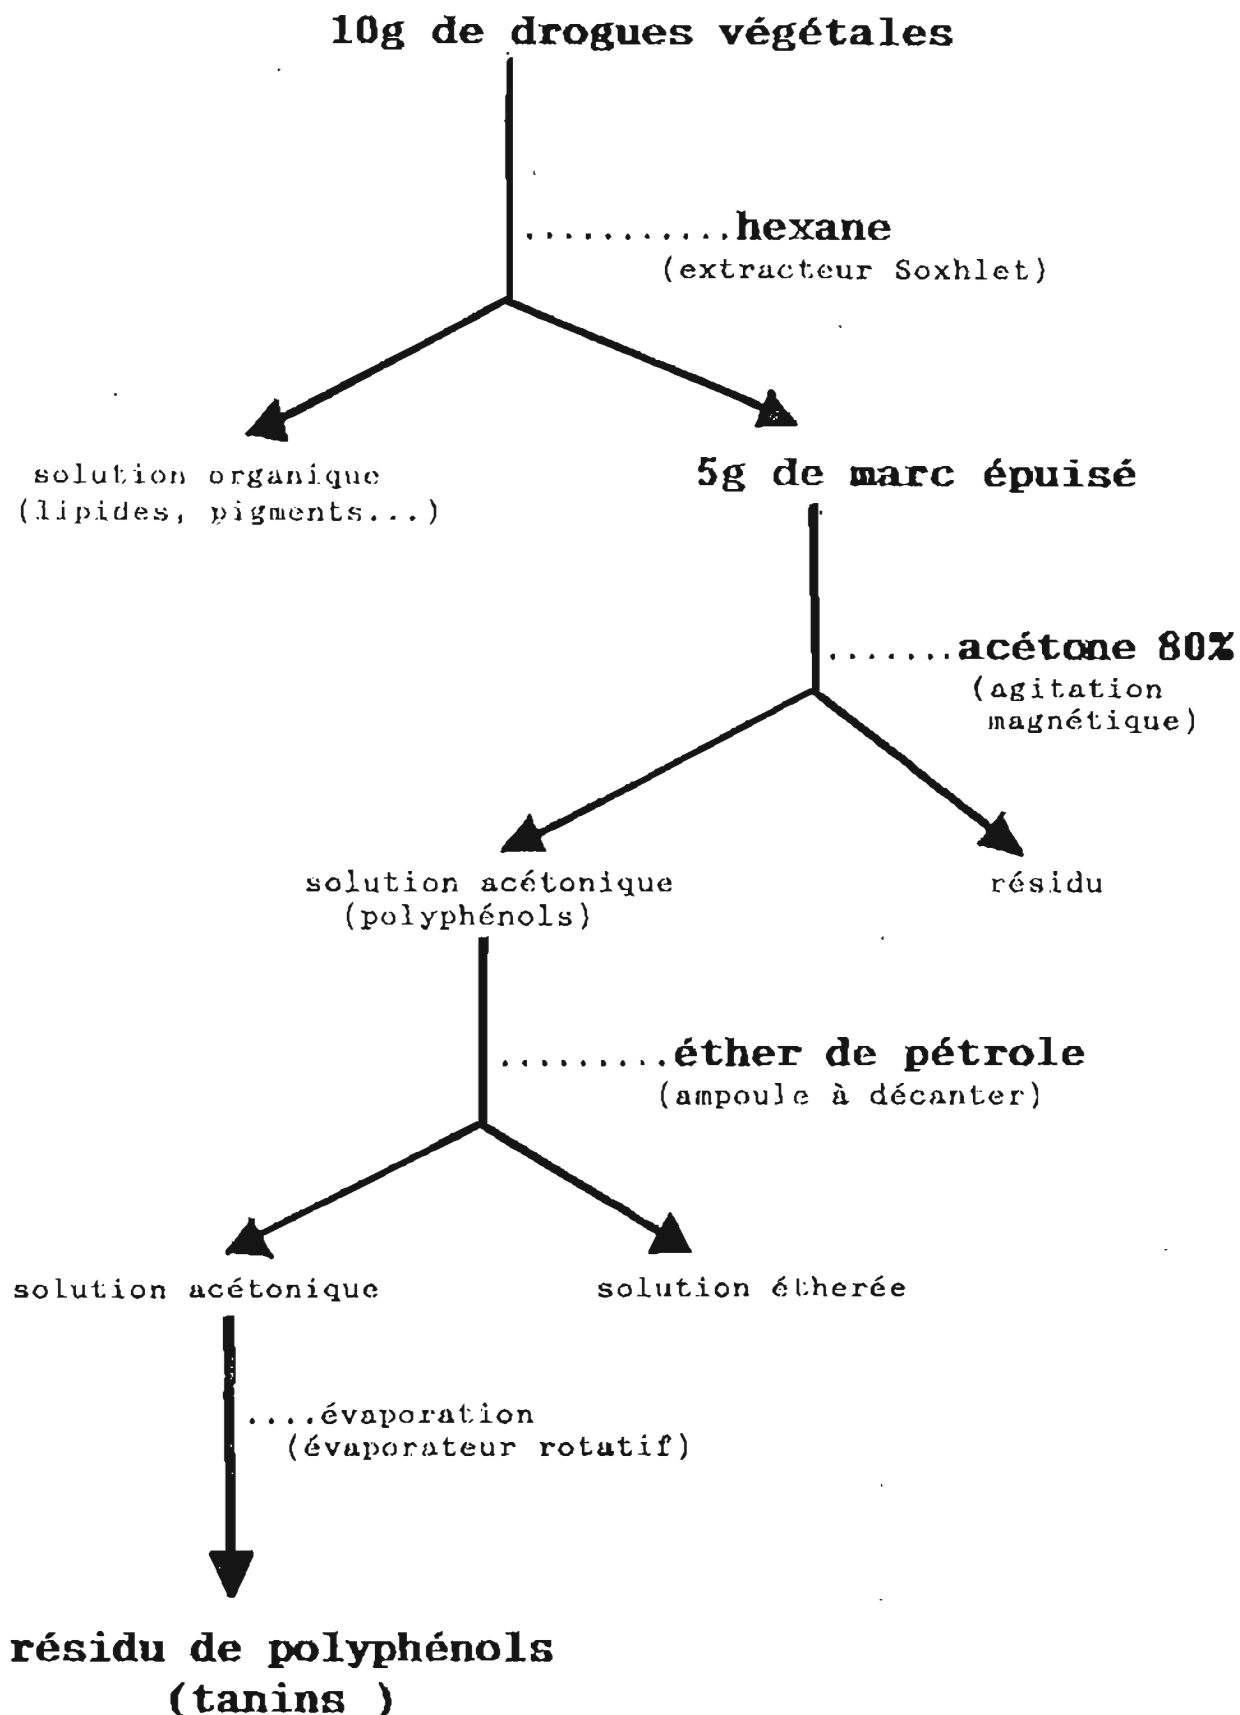 10g de drogues végétales
...........hexane
(extracteur Soxhlet)
solution organique
(lipides, pigments...)
5g de marc épuisé
.......acétone 80%
(agitation
magnétique)
solution acétonique
(polyphénols)
résidu
.........éther de pétrole
(ampoule à décanter)
solution acétonique
solution étherée
....évaporation
(évaporateur rotatif)
résidu de polyphénols
(tanins )